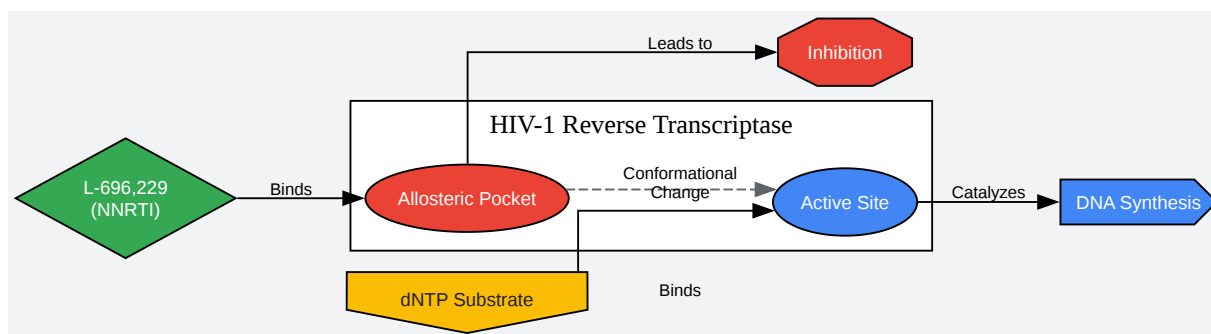 Leads to
Inhibition
HIV-1 Reverse Transcriptase
L-696,229
(NNRTI)
Binds
Allosteric Pocket
Conformational
Change
Active Site
Catalyzes
DNA Synthesis
dNTP Substrate
Binds